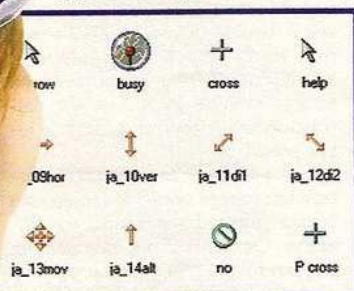 row busy cross help
_09hor ja_10ver ja_11di1 ja_12di2
ja_13mov ja_14alt no P cross